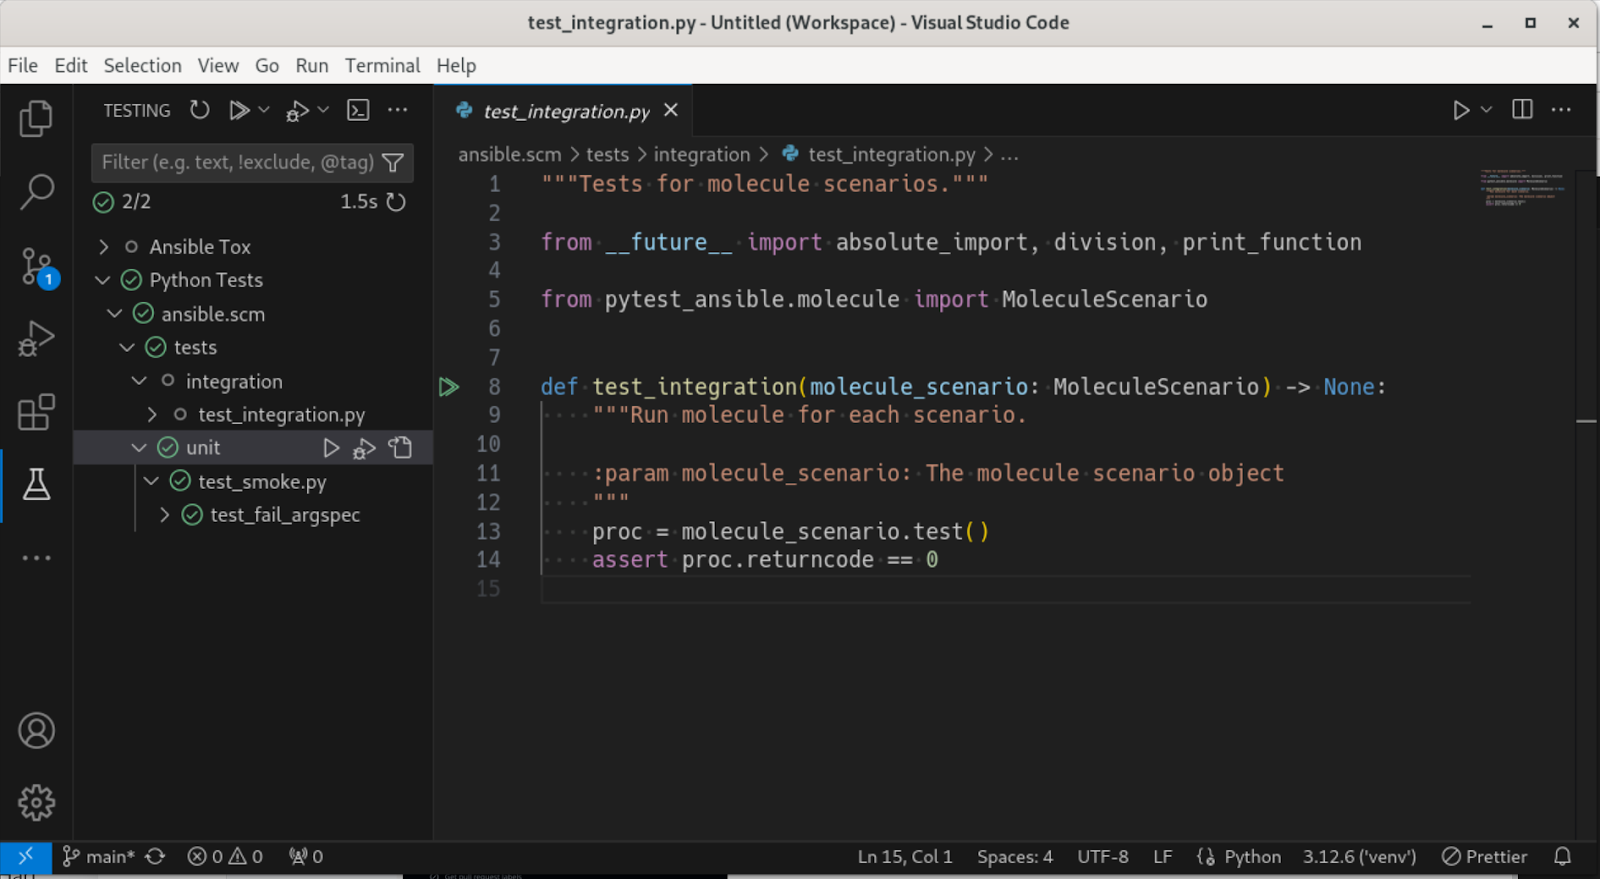 test_integration.py - Untitled (Workspace) - Visual Studio Code
File Edit Selection View Go Run Terminal Help
TESTING
test_integration.py
Filter (e.g. text, !exclude, @tag)
2/2 1.5s
Ansible Tox
Python Tests
ansible.scm
tests
integration
test_integration.py
unit
test_smoke.py
test_fail_argspec
1
ansible.scm > tests > integration > test_integration.py > ...
1 """Tests for molecule scenarios."""
2
3 from __future__ import absolute_import, division, print_function
4
5 from pytest_ansible.molecule import MoleculeScenario
6
7
8 def test_integration(molecule_scenario: MoleculeScenario) -> None:
9 """Run molecule for each scenario.
10
11 :param molecule_scenario: The molecule scenario object
12 """
13 proc = molecule_scenario.test()
14 assert proc.returncode == 0
15
main* 0 0 0 Ln 15, Col 1 Spaces: 4 UTF-8 LF Python 3.12.6 ('venv') Prettier